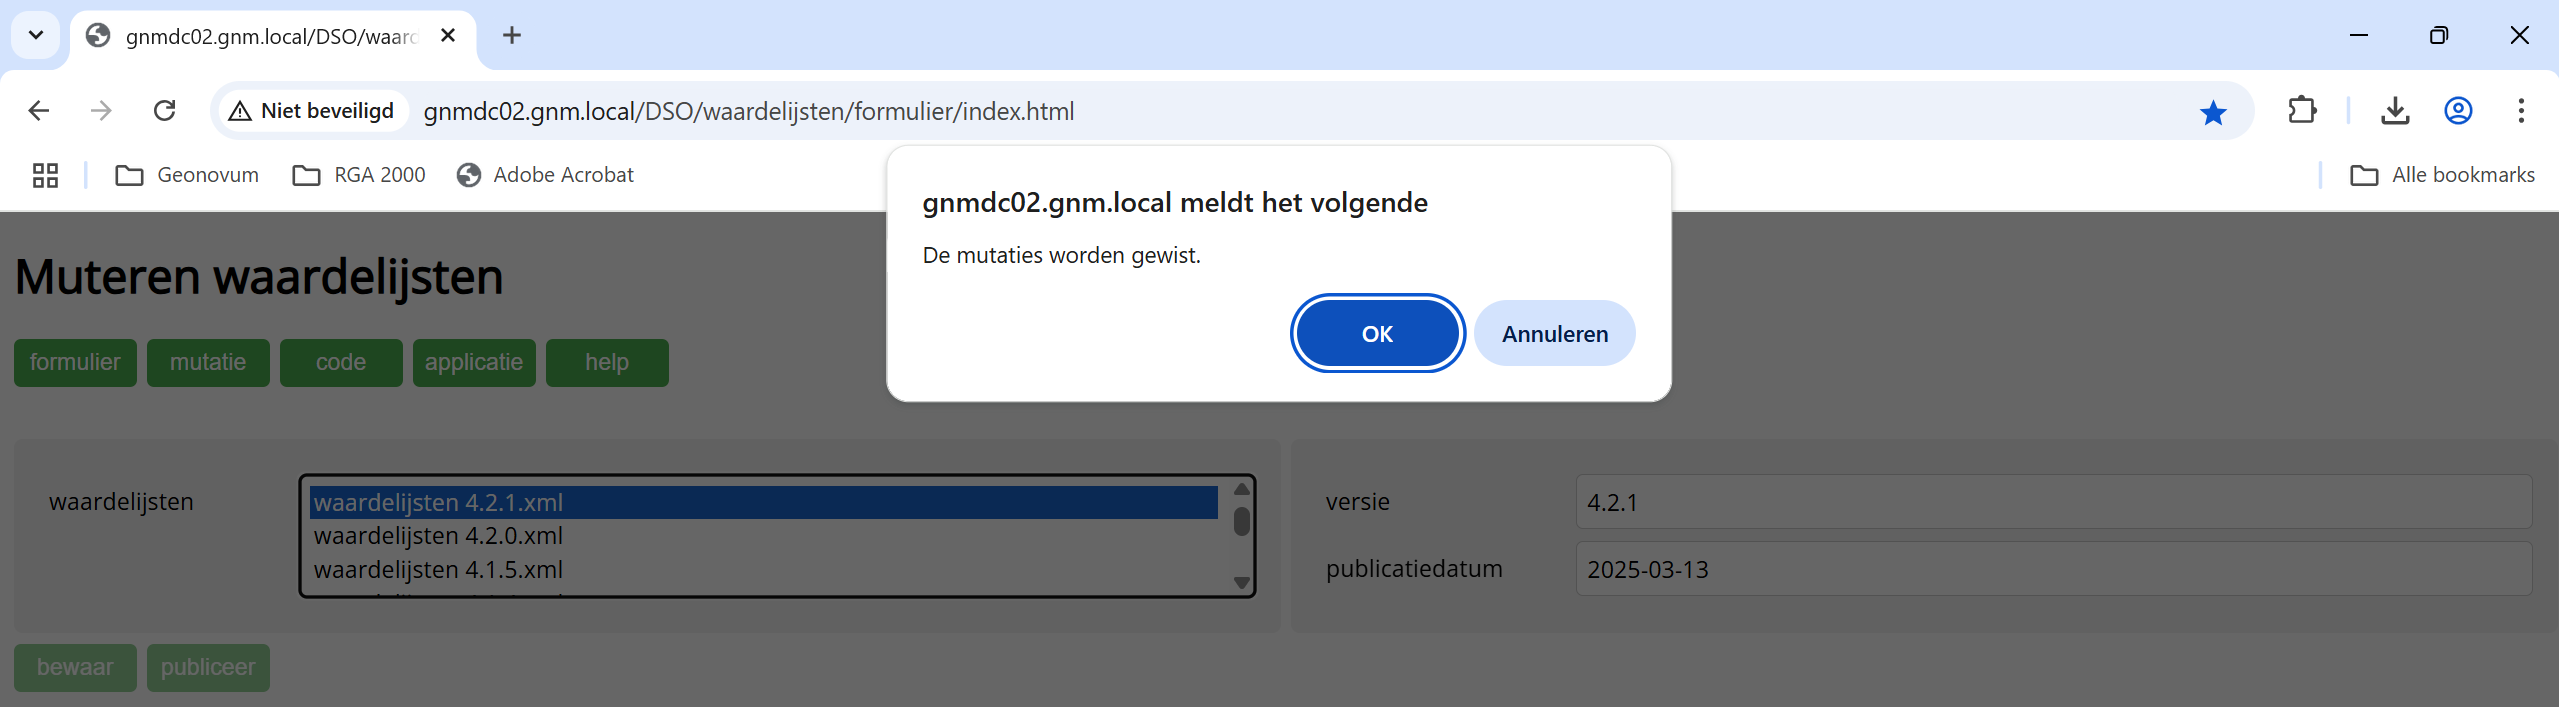 gnmdc02.gnm.local/DSO/waard
Niet beveiligd gnmdc02.gnm.local/DSO/waardelijsten/formulier/index.html
Geonovum RGA 2000 Adobe Acrobat Alle bookmarks
gnmdc02.gnm.local meldt het volgende
De mutaties worden gewist.
OK Annuleren
Muteren waardelijsten
formulier mutatie code applicatie help
waardelijsten
waardelijsten 4.2.1.xml
waardelijsten 4.2.0.xml
waardelijsten 4.1.5.xml
versie 4.2.1
publicatiedatum 2025-03-13
bewaar publiceer